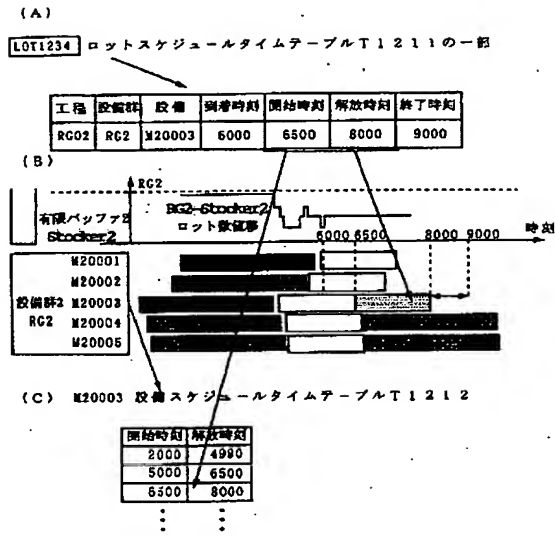 (A)
LOT1234 ロットスケジュールタイムテーブルT1211の一部
工程 設備群 設備 到着時刻 開始時刻 解放時刻 終了時刻
RG02 RG2 M20003 6000 6500 8000 9000
(B)
RG2
有限バッファ2
Stocker2
RG2-Stocker2
ロット数値移
時刻
6000 6500 8000 9000
M20001
M20002
設備群2 M20003
RG2 M20004
M20005
(C) M20003 設備スケジュールタイムテーブルT1212
開始時刻 解放時刻
2000 4990
5000 6500
6500 8000